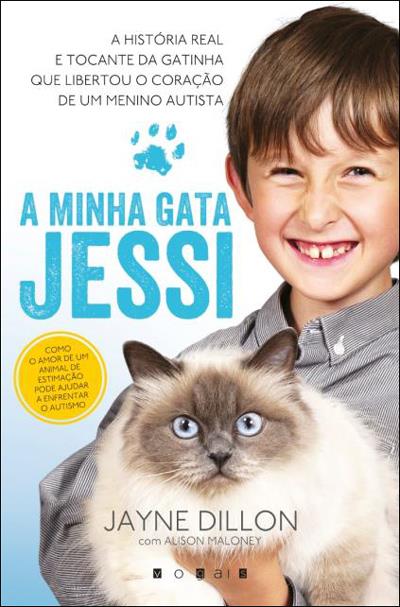 A HISTÓRIA REAL
E TOCANTE DA GATINHA
QUE LIBERTOU O CORAÇÃO
DE UM MENINO AUTISTA
A MINHA GATA
JESSI
COMO
O AMOR DE UM
ANIMAL DE
ESTIMAÇÃO
PODE AJUDAR
A ENFRENTAR
O AUTISMO
JAYNE DILLON
com ALISON MALONEY
vogais